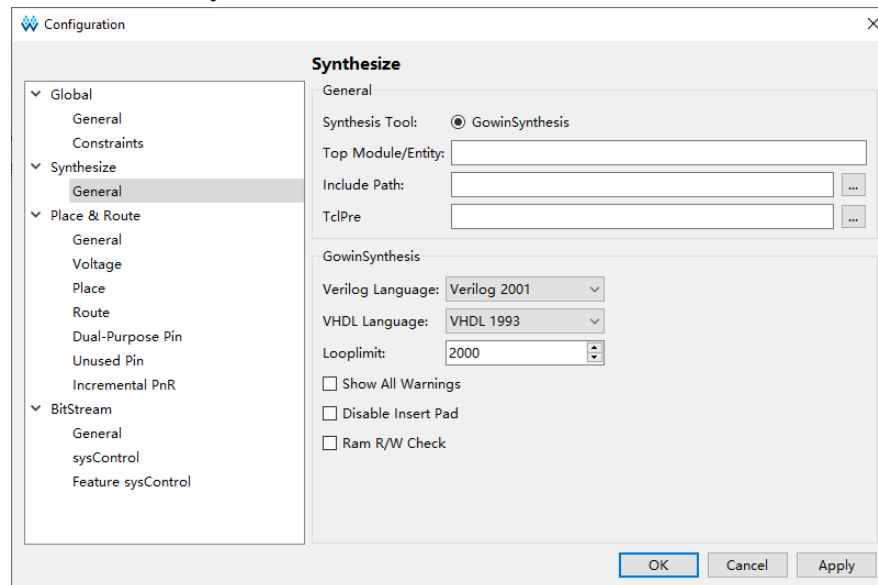 Configuration
Synthesize
Global
General
Constraints
Synthesize
General
Place & Route
General
Voltage
Place
Route
Dual-Purpose Pin
Unused Pin
Incremental PnR
BitStream
General
sysControl
Feature sysControl
General
Synthesis Tool: GowinSynthesis
Top Module/Entity:
Include Path: ...
TclPre ...
GowinSynthesis
Verilog Language: Verilog 2001
VHDL Language: VHDL 1993
Looplimit: 2000
Show All Warnings
Disable Insert Pad
Ram R/W Check
OK Cancel Apply